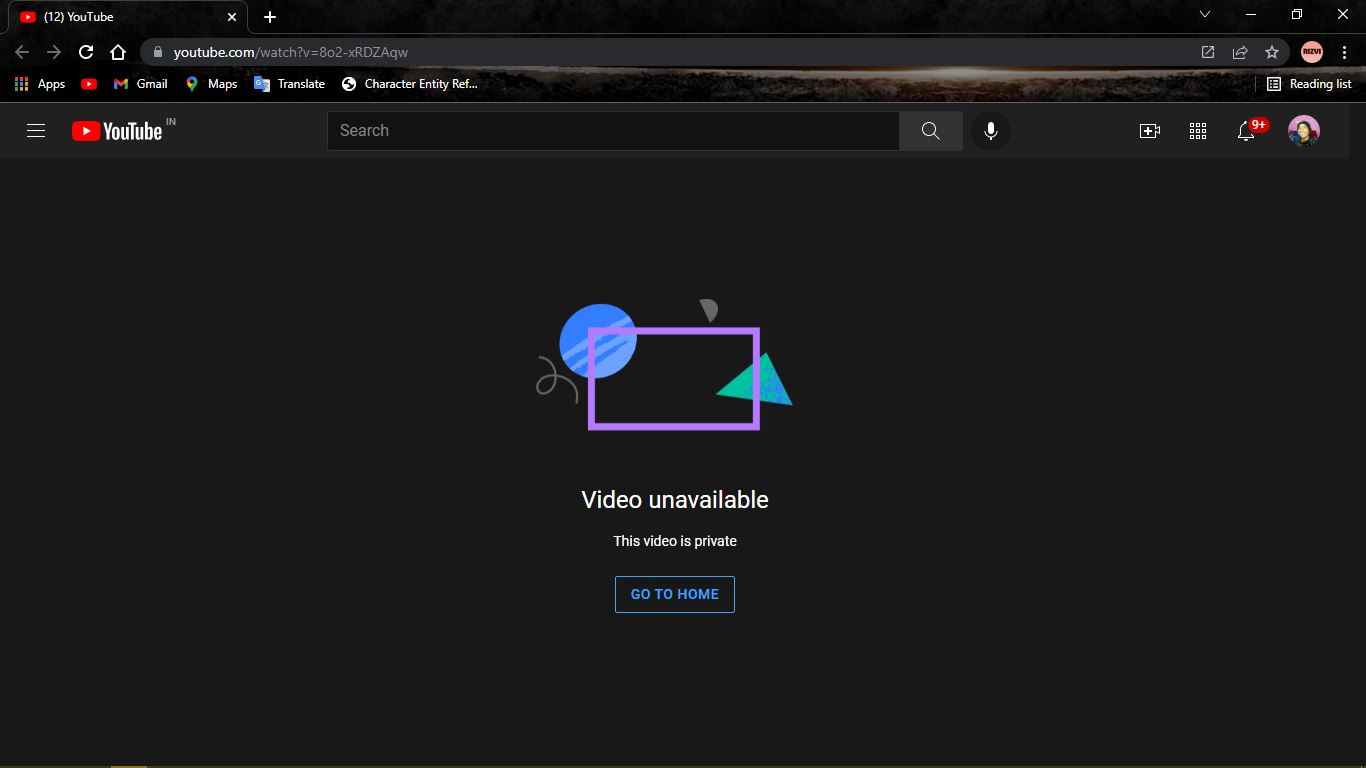 (12) YouTube
youtube.com/watch?v=8o2-xRDZAqw
RIZVI
Apps Gmail Maps Translate Character Entity Ref... Reading list
YouTube IN
Search
9+
Video unavailable
This video is private
GO TO HOME